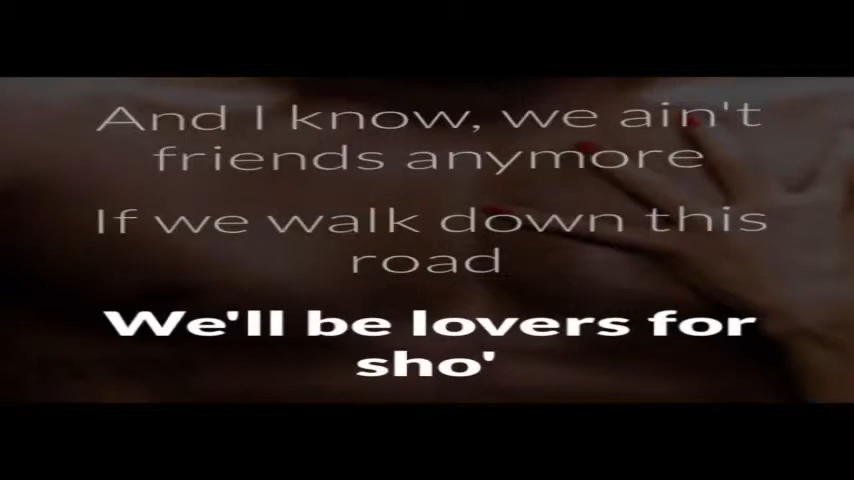 And I know, we ain't
friends anymore
If we walk down this
road
We'll be lovers for
sho'